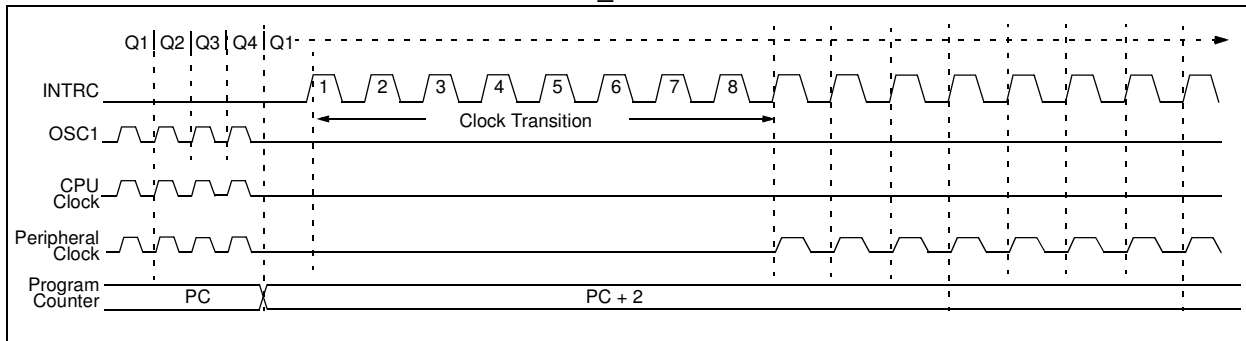 Q1 Q2 Q3 Q4 Q1
INTRC
1 2 3 4 5 6 7 8
Clock Transition
OSC1
CPU
Clock
Peripheral
Clock
Program
Counter
PC
PC + 2